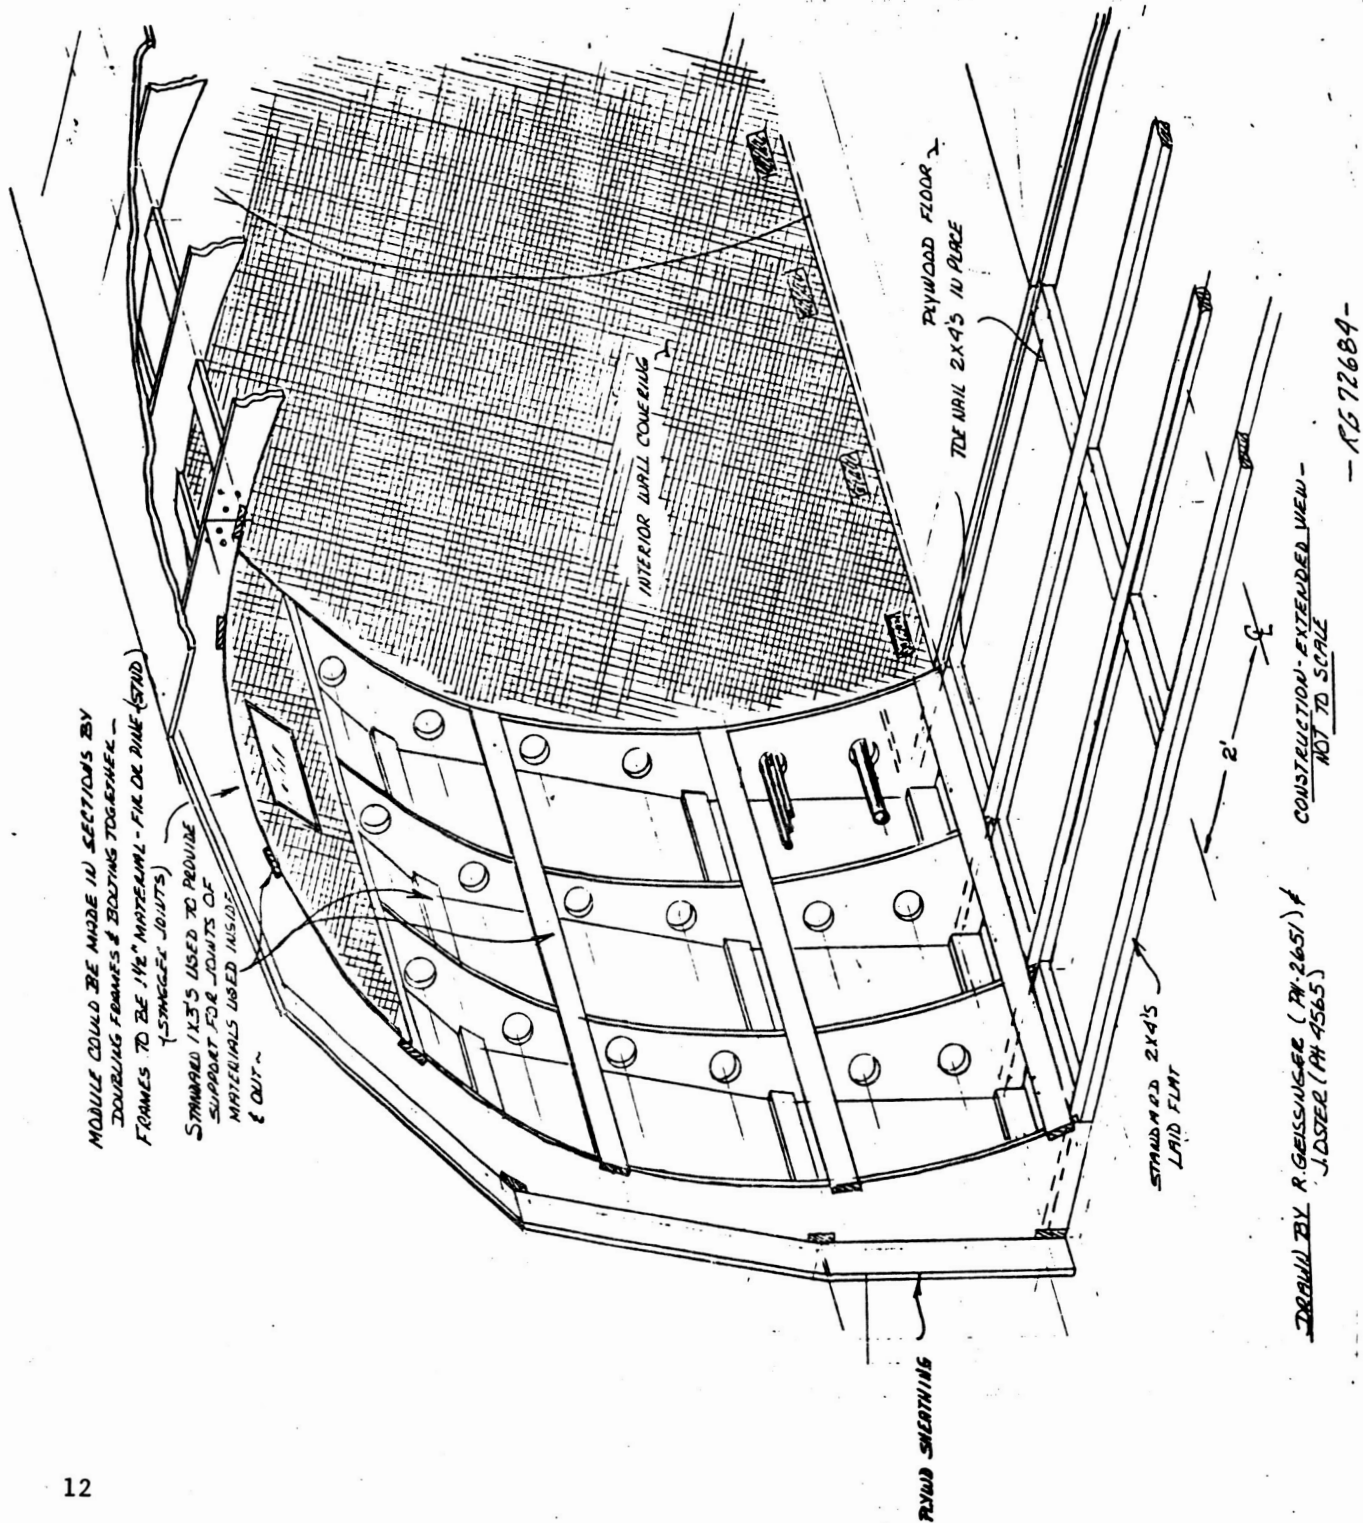 MODULE COULD BE MADE IN SECTIONS BY
DOUBLING FRAMES & BOLTING TOGETHER -
FRAMES TO BE 1½" MATERIAL - FIR OR PINE (STND)
(STAGGER JOINTS)
STANDARD 1X3'S USED TO PROVIDE
SUPPORT FOR JOINTS OF
MATERIALS USED INSIDE
& OUT ~
INTERIOR WALL COVERING
PLYWOOD FLOOR
TOE NAIL 2X4'S IN PLACE
STANDARD 2X4'S
LAID FLAT
PLYWD SHEATHING
2'
℄
CONSTRUCTION - EXTENDED VIEW -
NOT TO SCALE
DRAWN BY R. GEISSINGER (PH-2651) &
J. OSTER (PH 4565)
- RG 72684 -
12